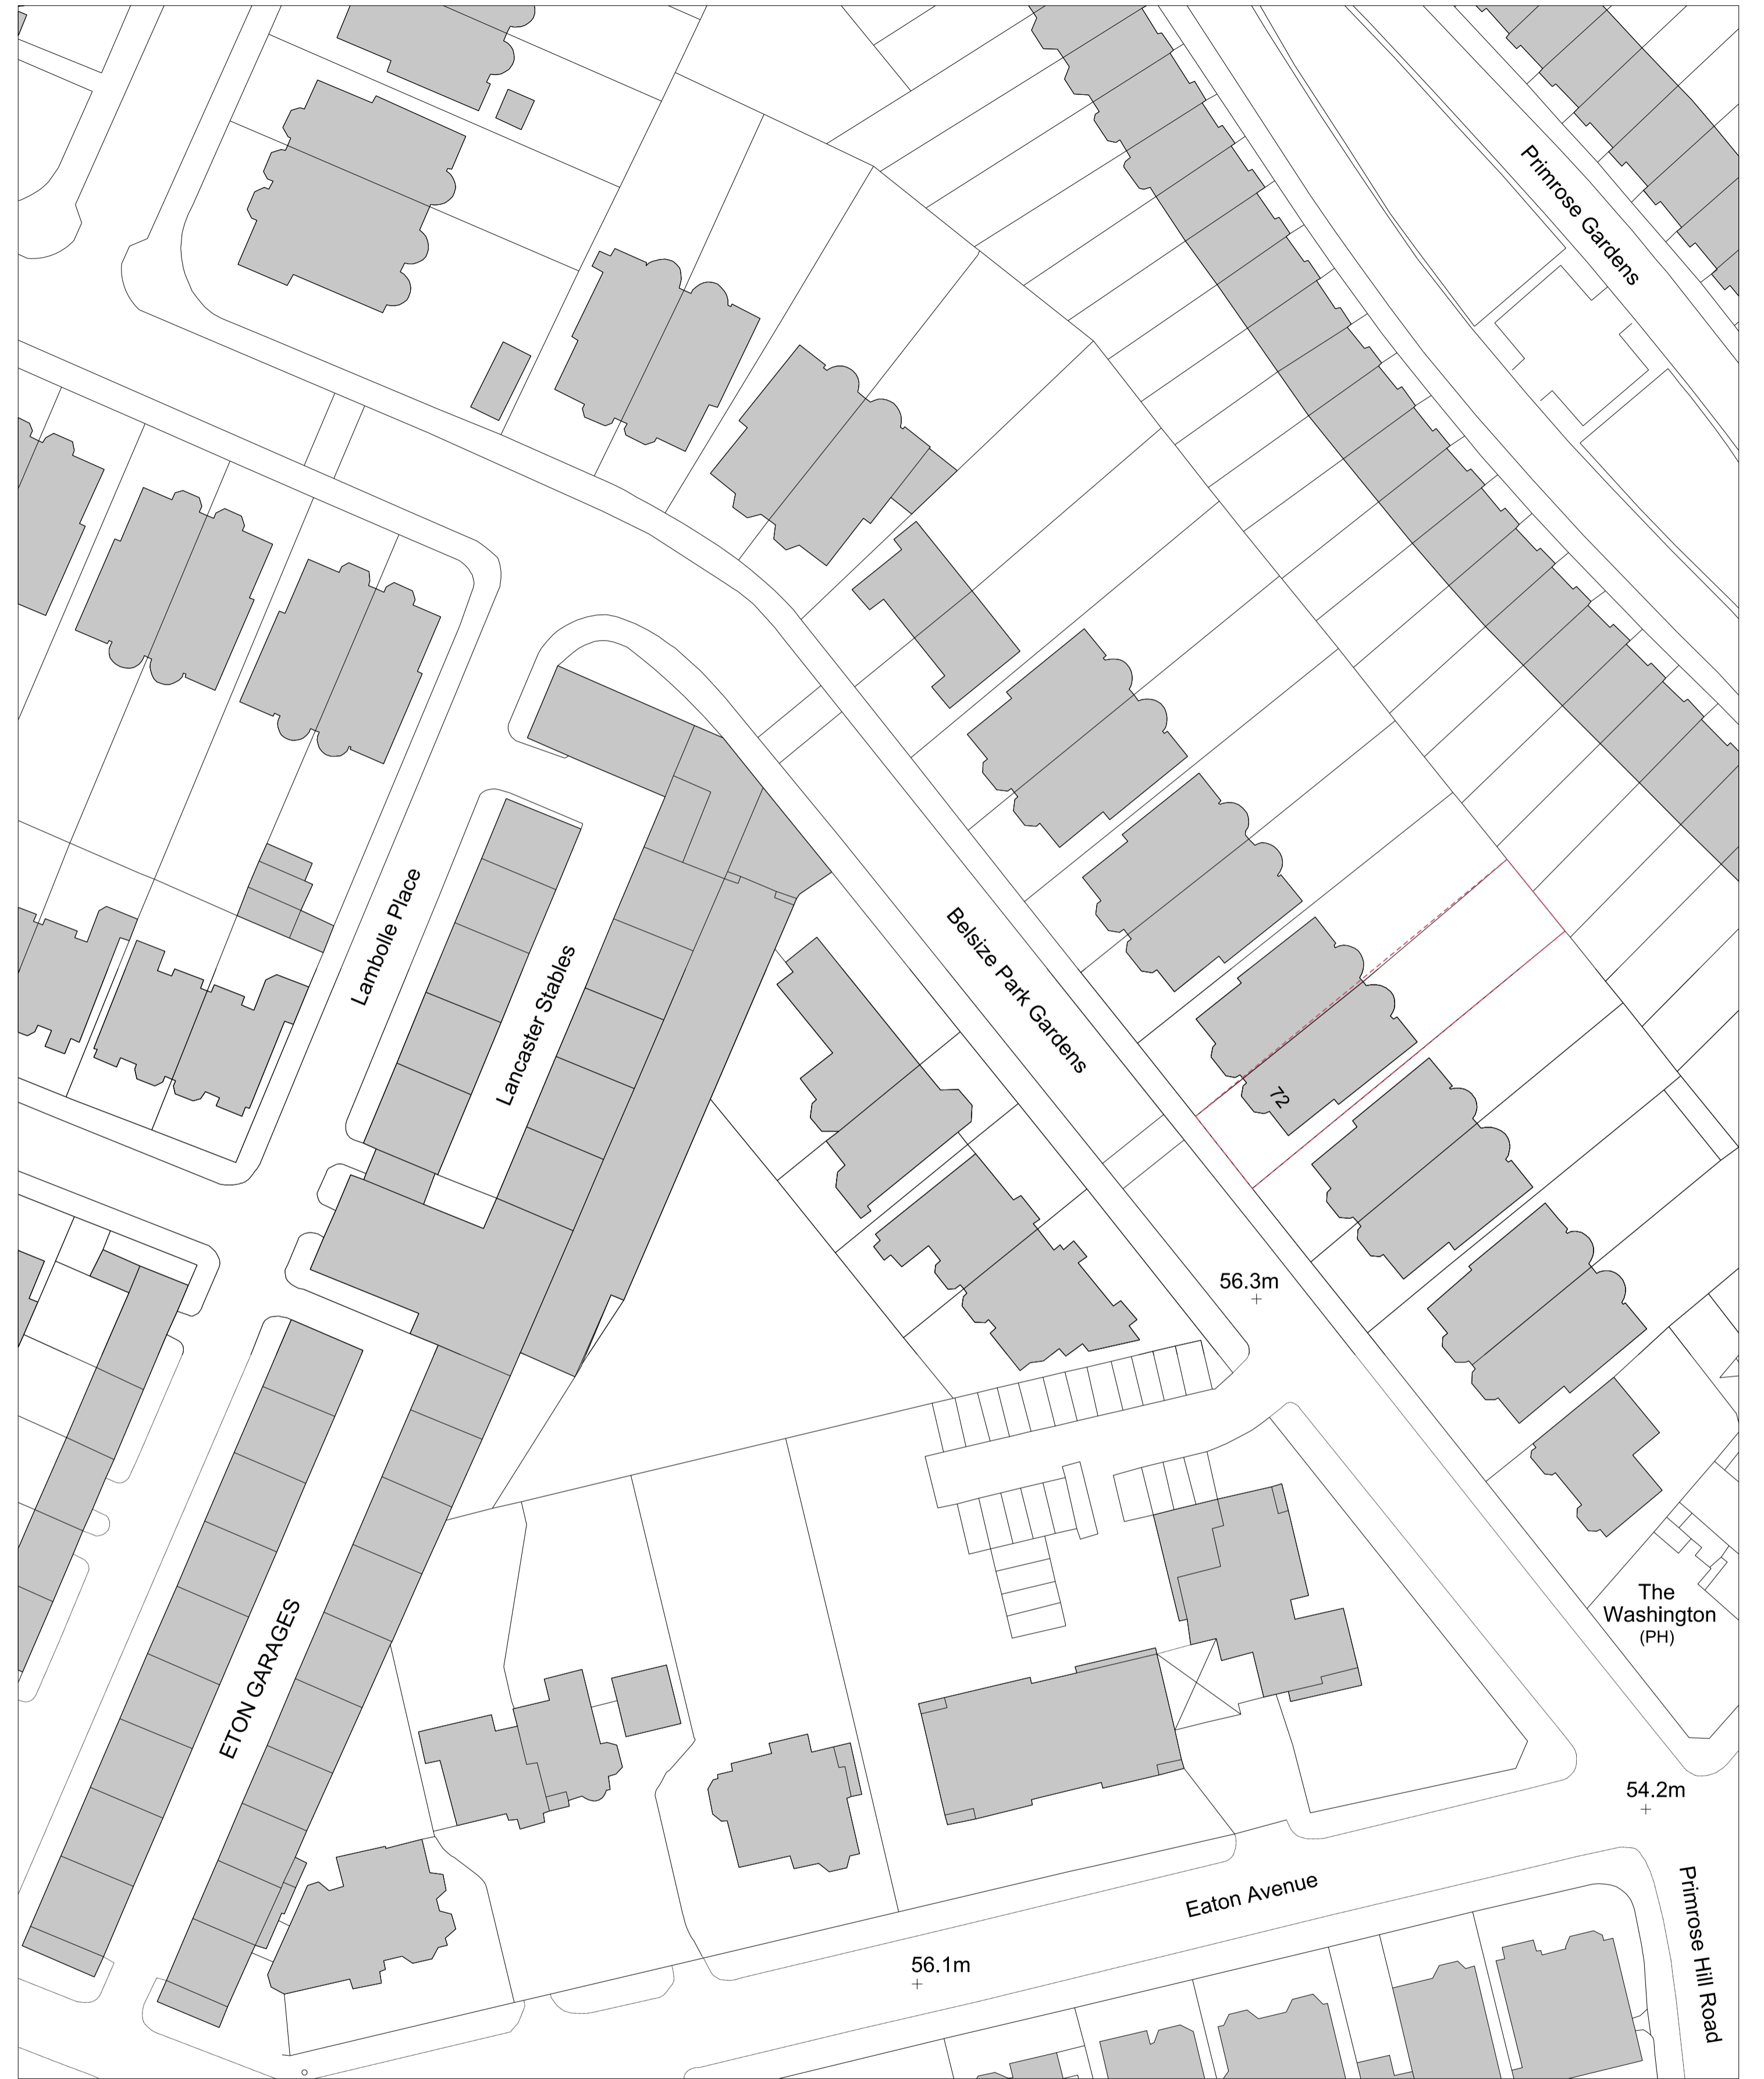 Primrose Gardens
Lambolle Place
Lancaster Stables
Belsize Park Gardens
72
56.3m
The
Washington
(PH)
ETON GARAGES
54.2m
Eaton Avenue
Primrose Hill Road
56.1m